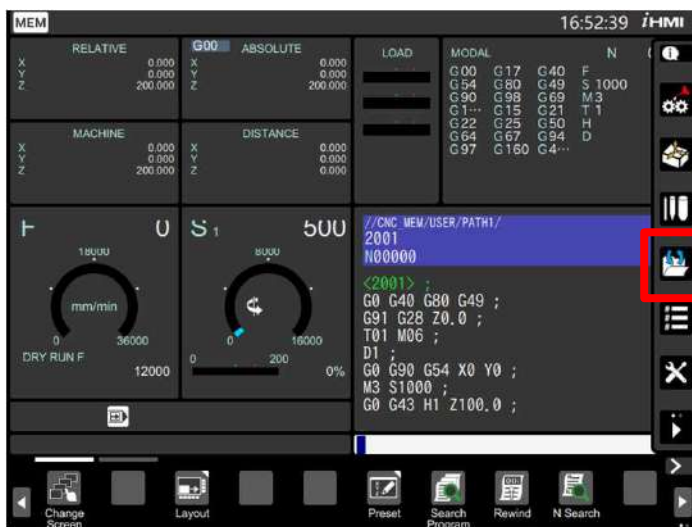 MEM
16:52:39 iHMI
RELATIVE
X 0.000
Y 0.000
Z 200.000
G00 ABSOLUTE
X 0.000
Y 0.000
Z 200.000
LOAD
MODAL N
G00 G17 G40 F
G54 G80 G49 S 1000
G90 G98 G69 M3
G1… G15 G21 T 1
G22 G25 G50 H
G64 G67 G94 D
G97 G160 G4…
MACHINE
X 0.000
Y 0.000
Z 200.000
DISTANCE
X 0.000
Y 0.000
Z 0.000
F 0
18000
mm/min
0 36000
DRY RUN F
12000
S1 500
8000
0 16000
0 200
0%
//CNC_MEM/USER/PATH1/
2001
N00000
<2001> ;
G0 G40 G80 G49 ;
G91 G28 Z0.0 ;
T01 M06 ;
D1 ;
G0 G90 G54 X0 Y0 ;
M3 S1000 ;
G0 G43 H1 Z100.0 ;
Change Screen
Layout
Preset
Search Program
Rewind
N Search